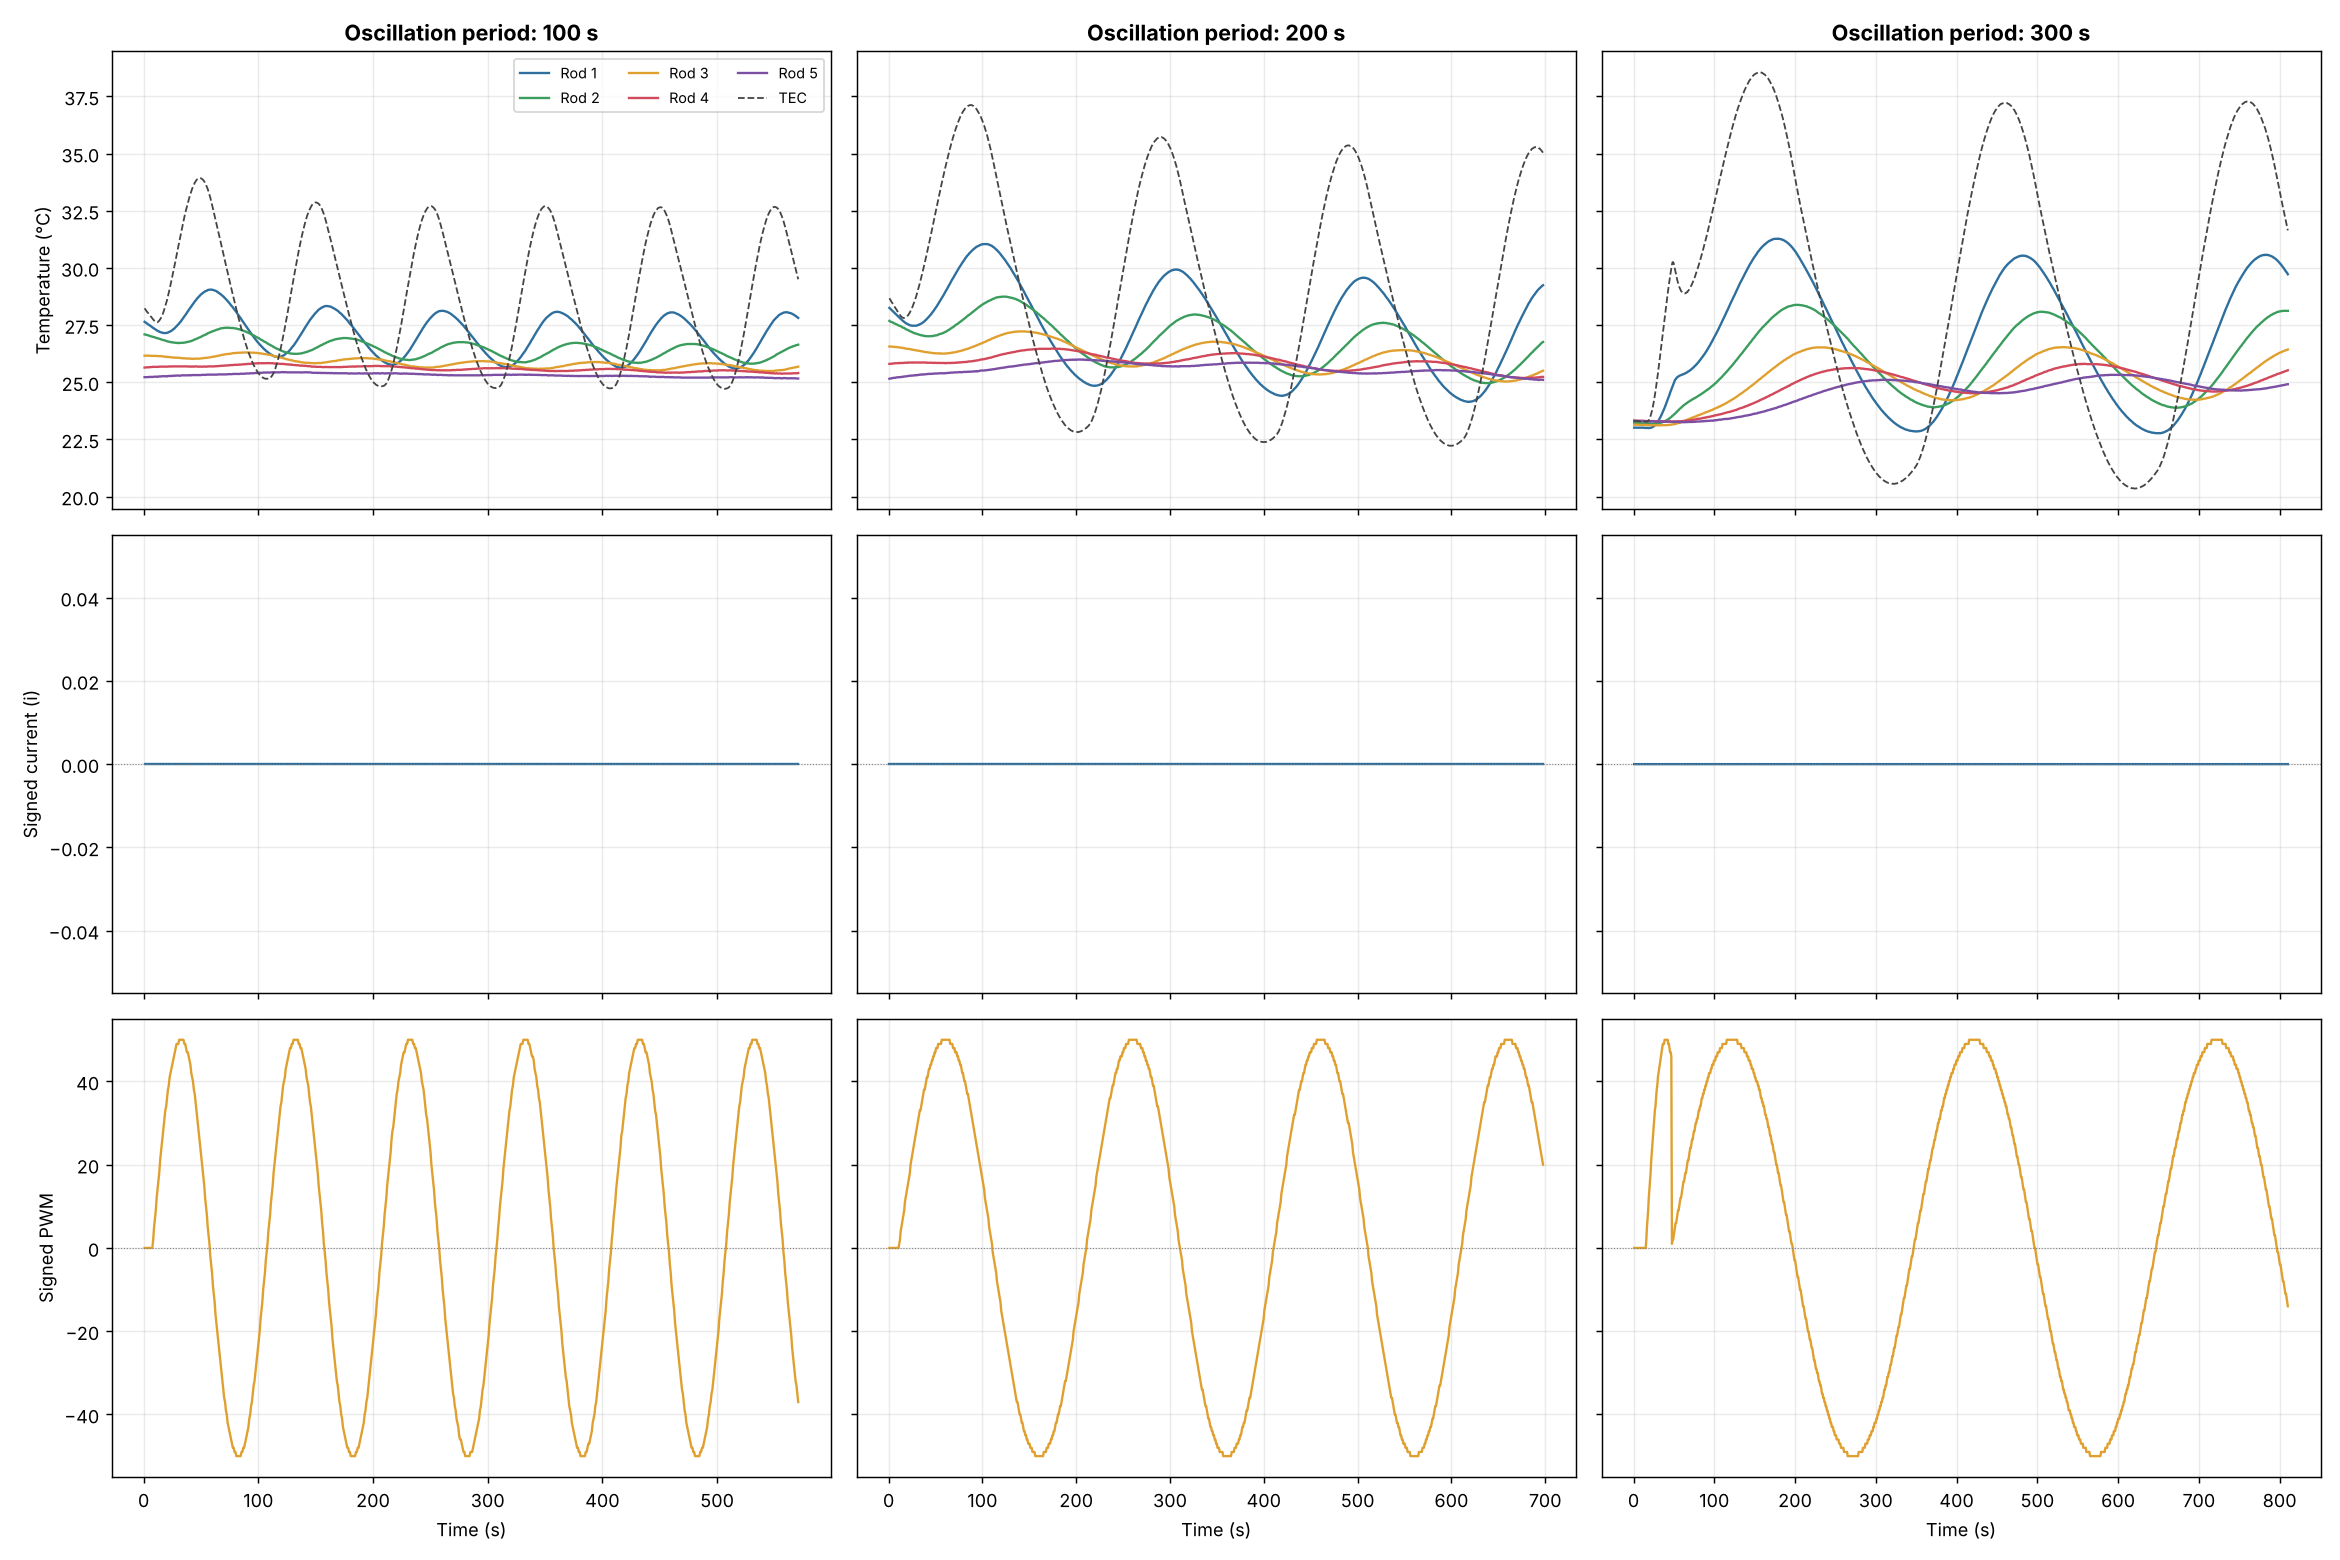 Oscillation period: 100 s
Oscillation period: 200 s
Oscillation period: 300 s
Rod 1 Rod 3 Rod 5
Rod 2 Rod 4 TEC
Temperature (°C)
37.5
35.0
32.5
30.0
27.5
25.0
22.5
20.0
Signed current (i)
0.04
0.02
0.00
−0.02
−0.04
Signed PWM
40
20
0
−20
−40
0 100 200 300 400 500
0 100 200 300 400 500 600 700
0 100 200 300 400 500 600 700 800
Time (s)
Time (s)
Time (s)